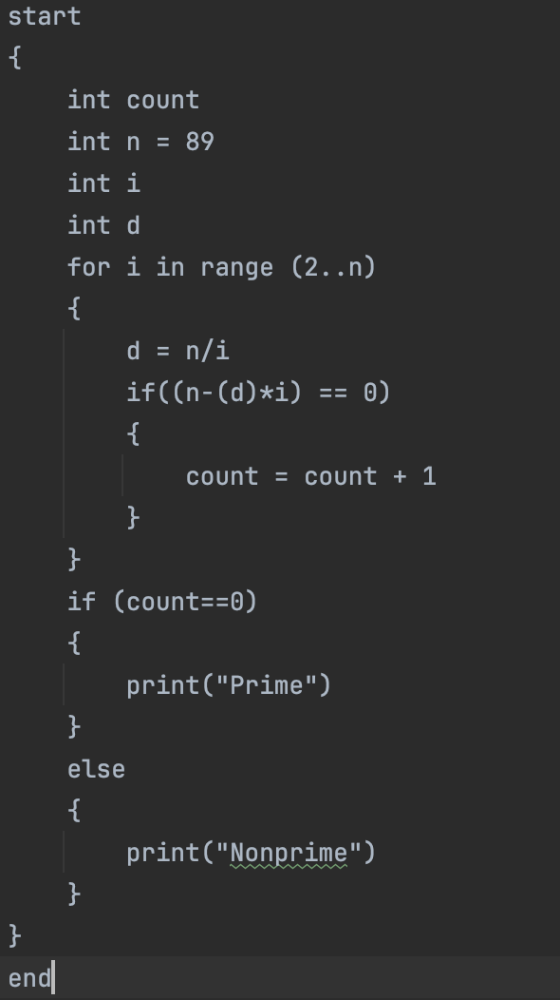 start
{
    int count
    int n = 89
    int i
    int d
    for i in range (2..n)
    {
        d = n/i
        if((n-(d)*i) == 0)
        {
            count = count + 1
        }
    }
    if (count==0)
    {
        print("Prime")
    }
    else
    {
        print("Nonprime")
    }
}
end